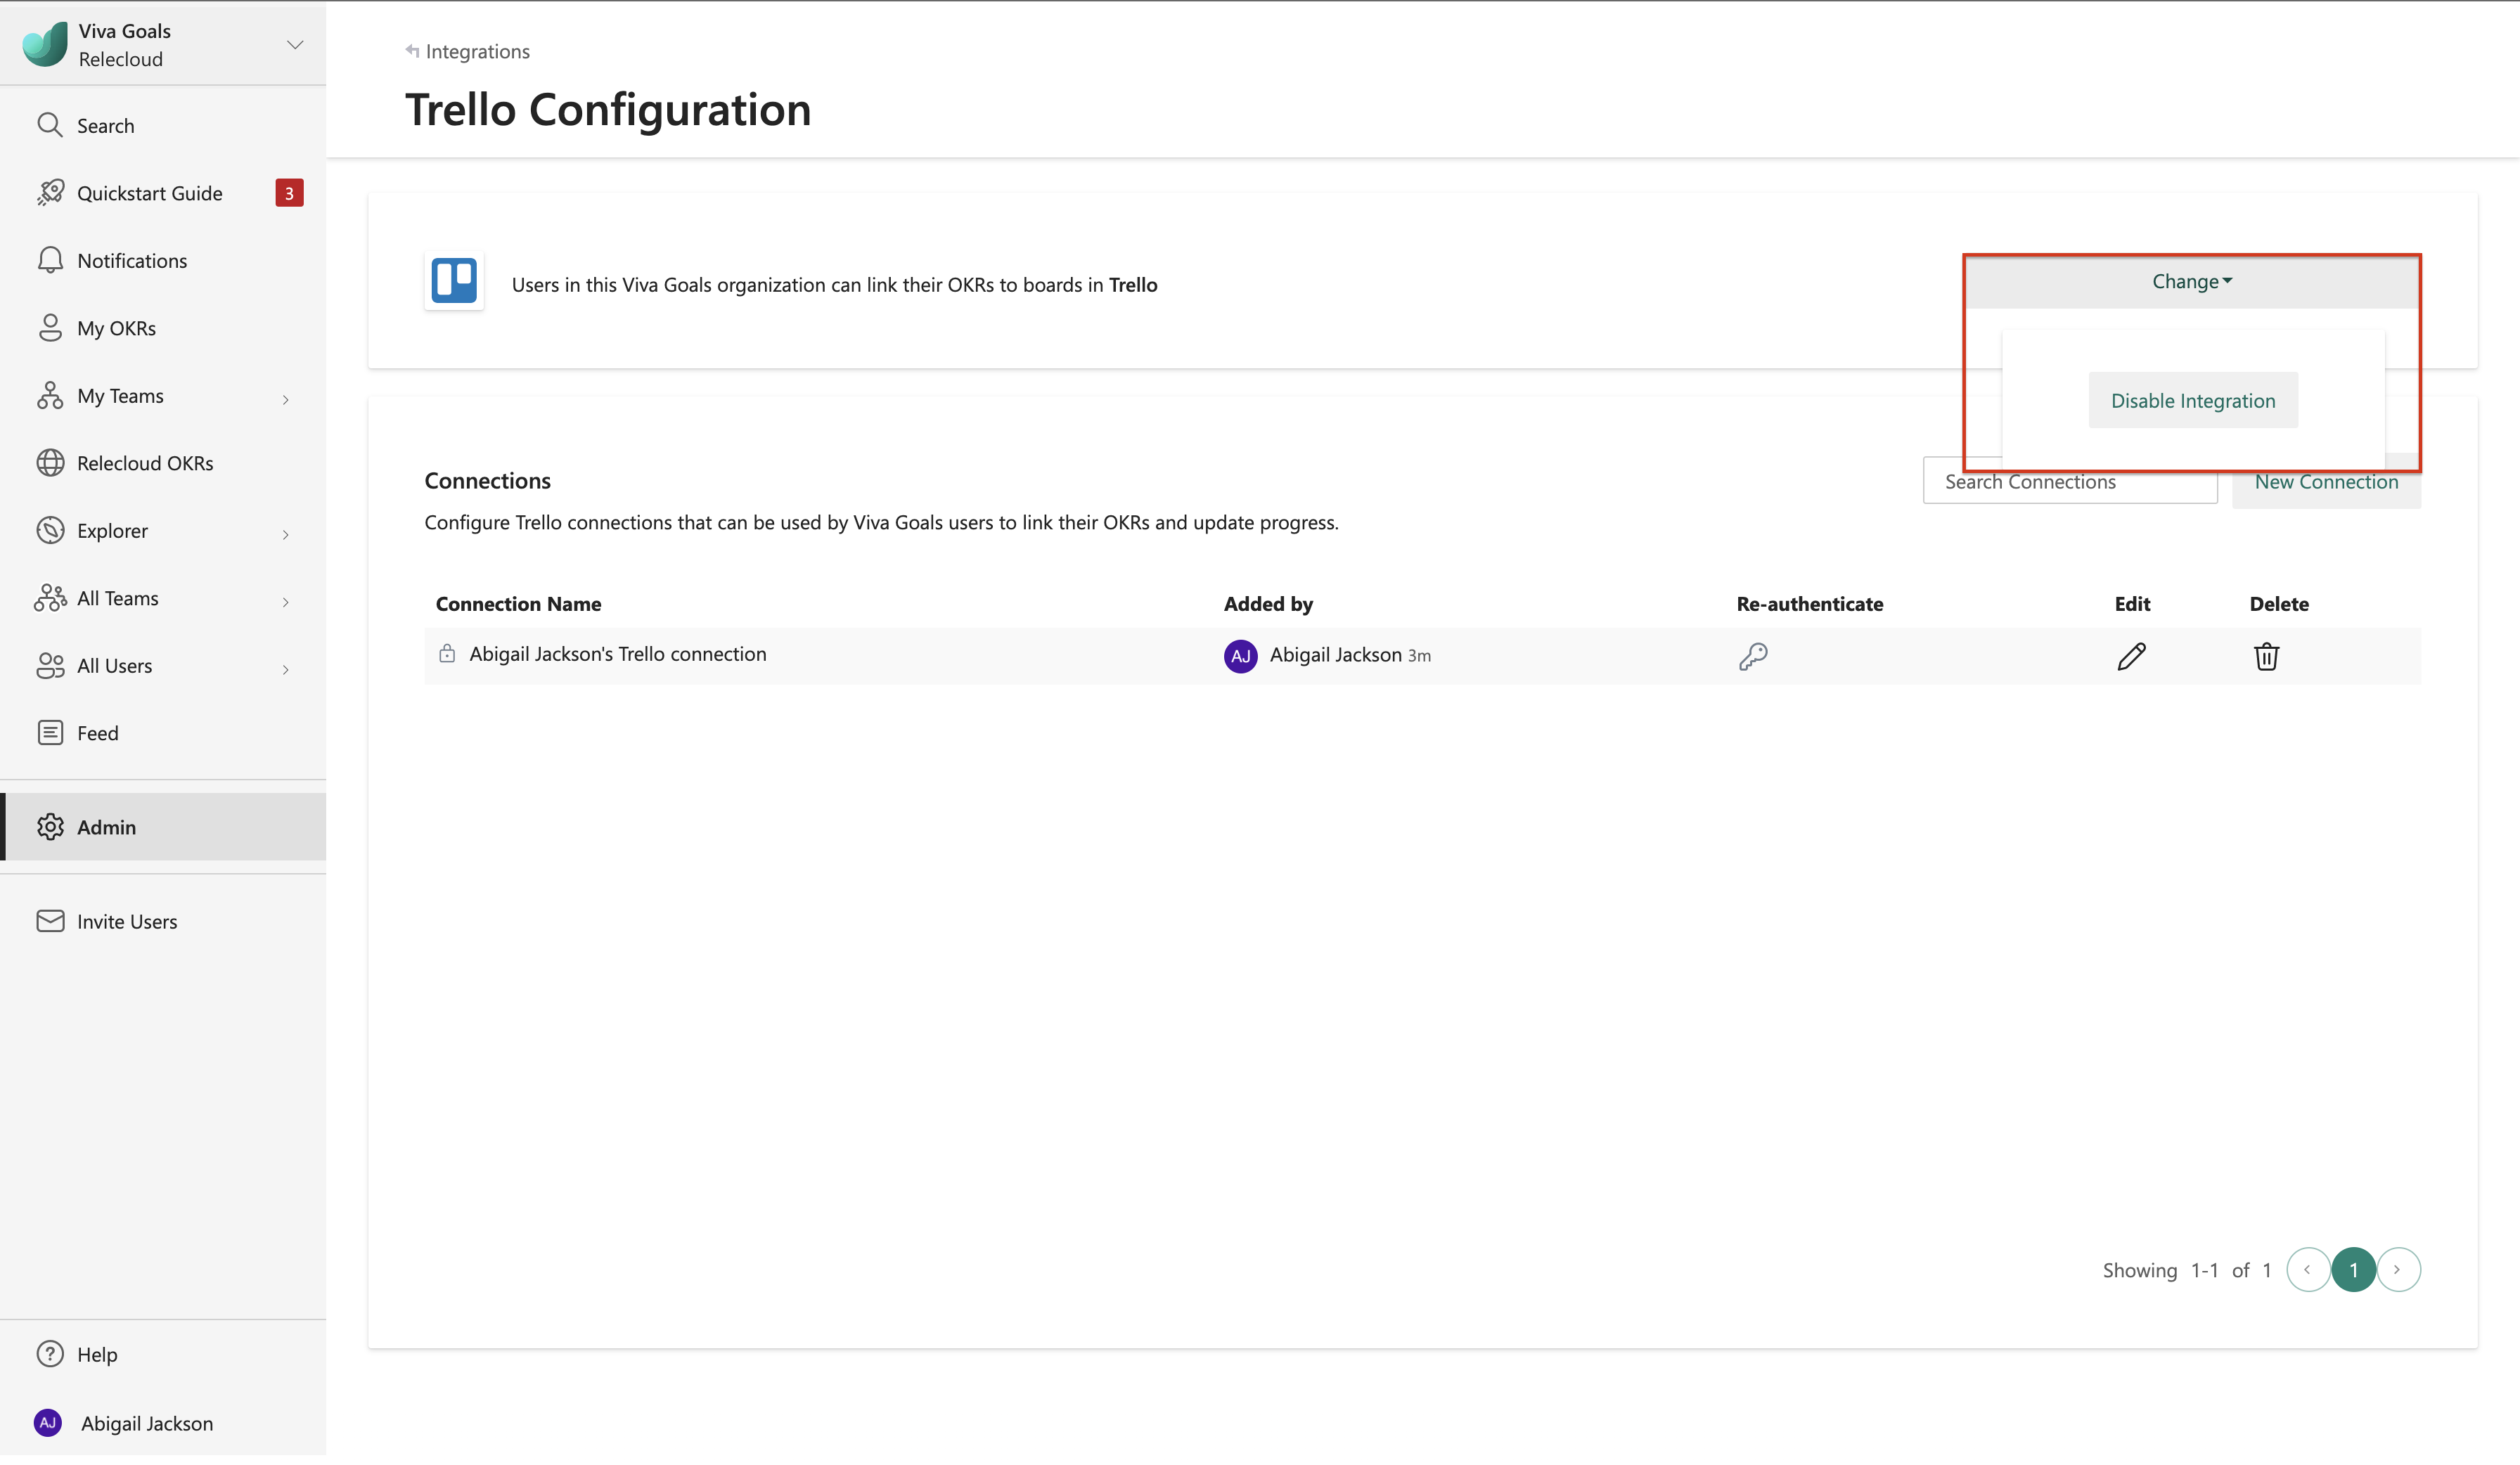 Viva Goals
Relecloud
Search
Quickstart Guide 3
Notifications
My OKRs
My Teams
Relecloud OKRs
Explorer
All Teams
All Users
Feed
Admin
Invite Users
Help
AJ Abigail Jackson
Integrations
Trello Configuration
Users in this Viva Goals organization can link their OKRs to boards in Trello
Change
Disable Integration
Connections
Search Connections
New Connection
Configure Trello connections that can be used by Viva Goals users to link their OKRs and update progress.
Connection Name Added by Re-authenticate Edit Delete
Abigail Jackson's Trello connection AJ Abigail Jackson 3m
Showing 1-1 of 1 1